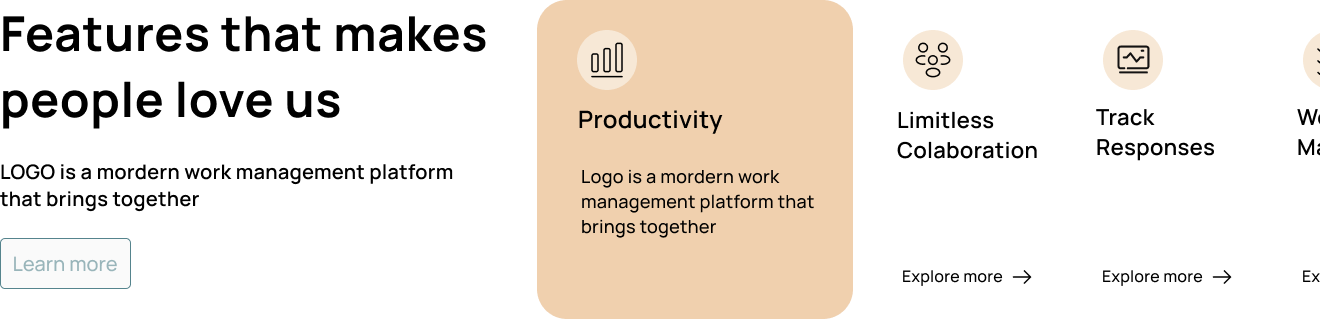 Features that makes
people love us
LOGO is a mordern work management platform
that brings together
Learn more
Productivity
Logo is a mordern work
management platform that
brings together
Limitless
Colaboration
Explore more
Track
Responses
Explore more